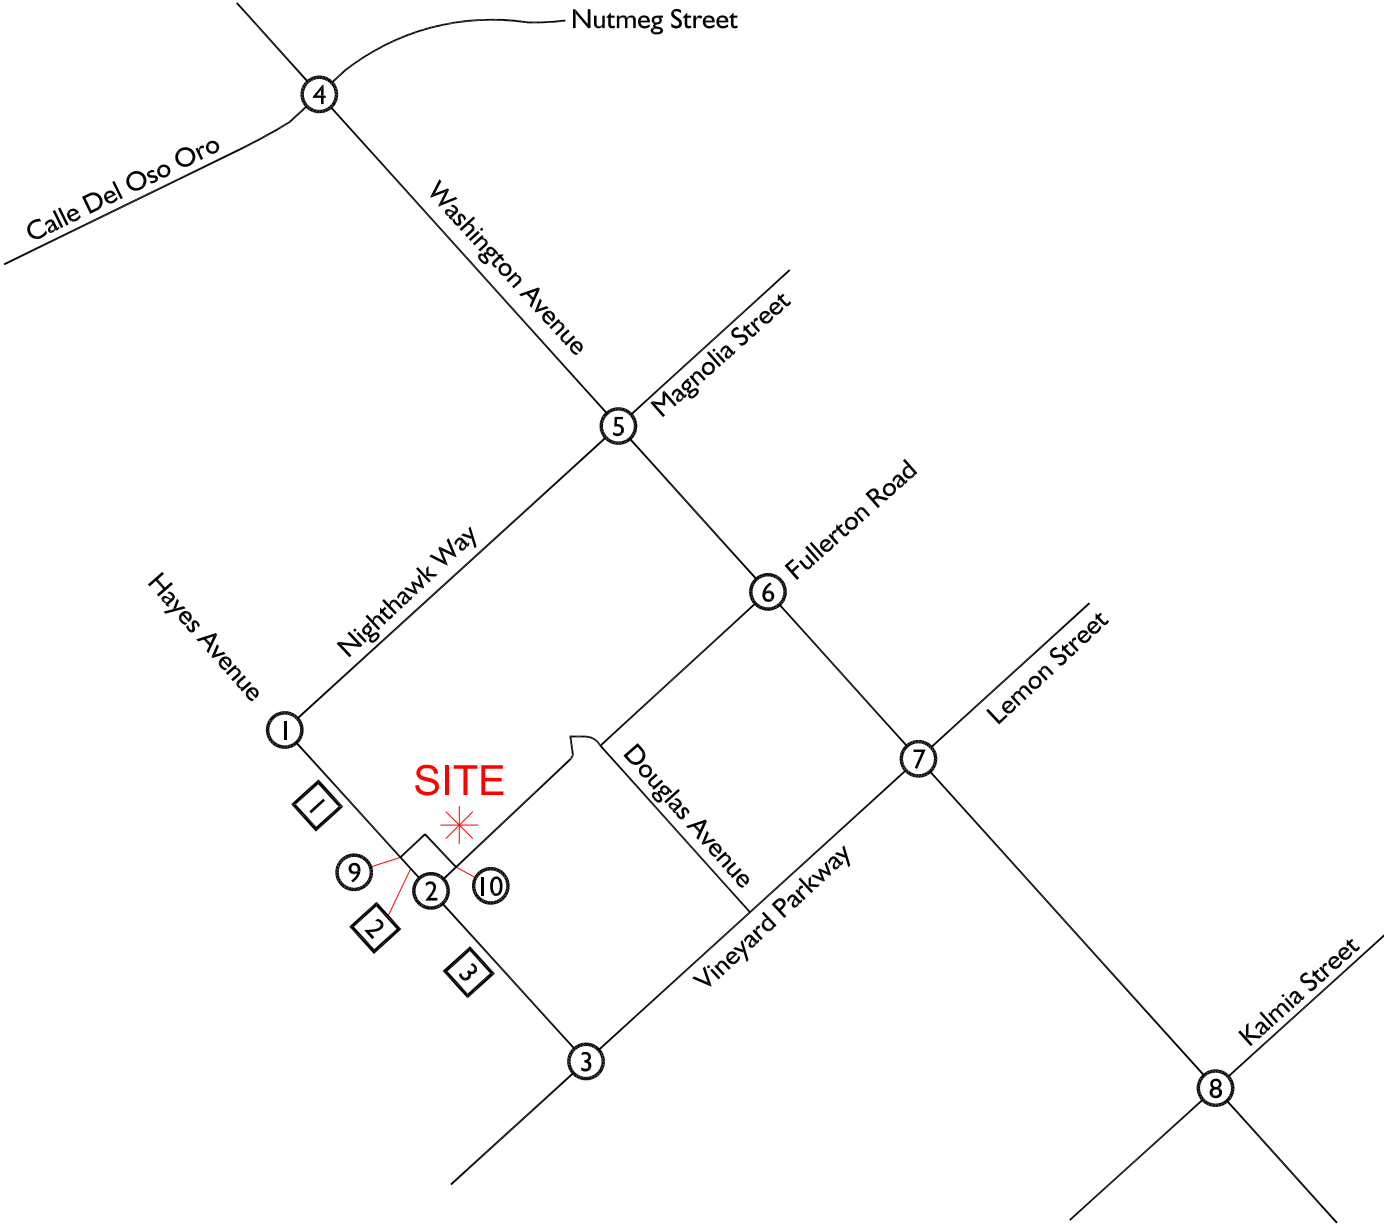 Nutmeg Street
4
Calle Del Oso Oro
Washington Avenue
Magnolia Street
5
Fullerton Road
6
Nighthawk Way
Hayes Avenue
Lemon Street
1
7
SITE
Douglas Avenue
1
9
2
10
2
Vineyard Parkway
3
Kalmia Street
3
8